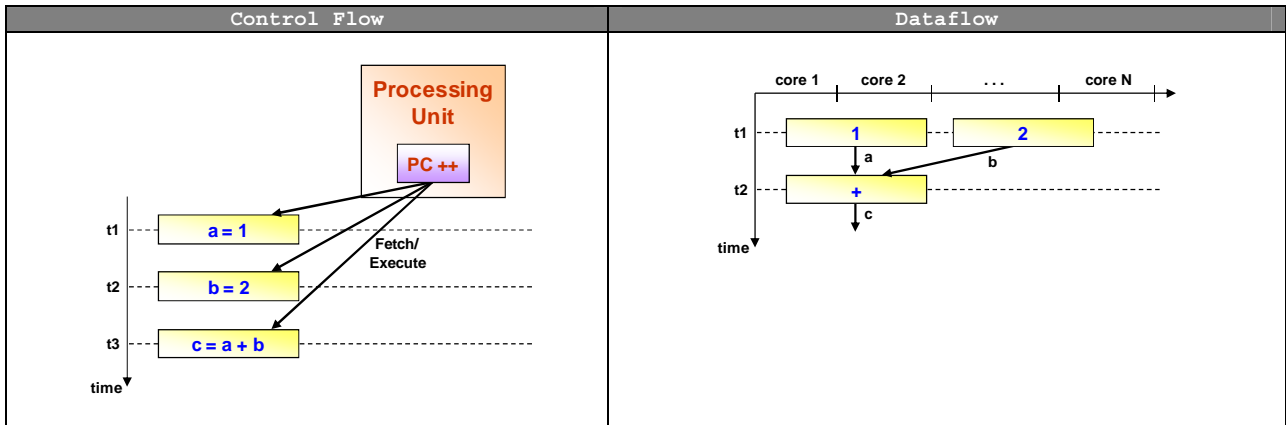 Control Flow
Processing
Unit
PC ++
t1
a = 1
Fetch/
Execute
t2
b = 2
t3
c = a + b
time
Dataflow
core 1
core 2
. . .
core N
t1
1
2
a
b
t2
+
c
time